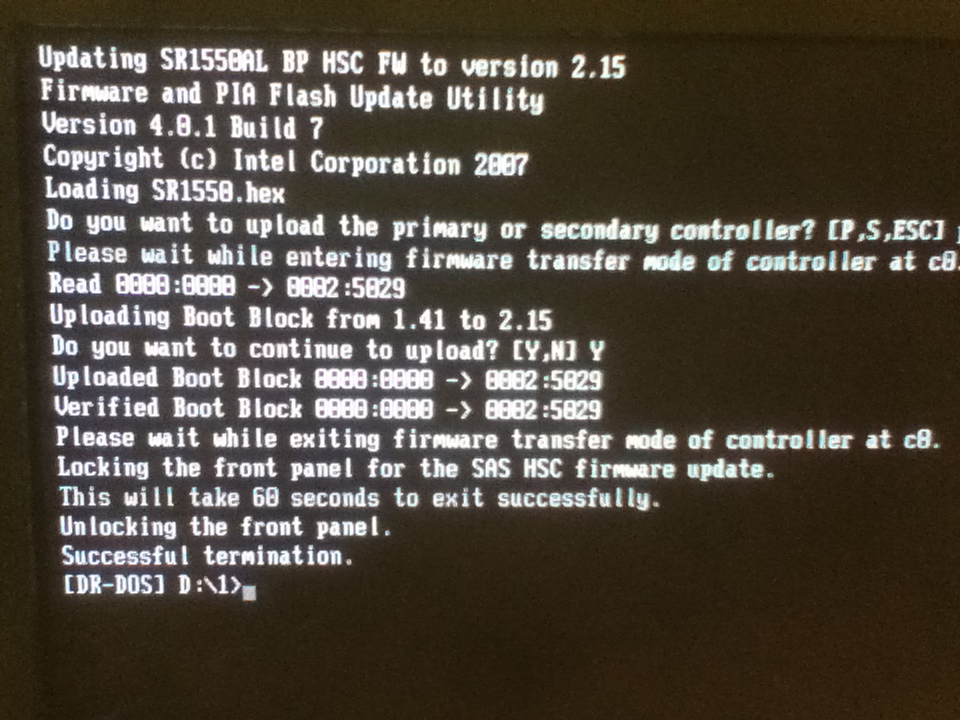 Updating SR1550AL BP HSC FW to version 2.15
Firmware and PIA Flash Update Utility
Version 4.0.1 Build 7
Copyright (c) Intel Corporation 2007
Loading SR1550.hex
Do you want to upload the primary or secondary controller? [P,S,ESC]
Please wait while entering firmware transfer mode of controller at c0.
Read 0000:0000 -> 0002:5029
Uploading Boot Block from 1.41 to 2.15
Do you want to continue to upload? [Y,N] Y
Uploaded Boot Block 0000:0000 -> 0002:5029
Verified Boot Block 0000:0000 -> 0002:5029
Please wait while exiting firmware transfer mode of controller at c0.
Locking the front panel for the SAS HSC firmware update.
This will take 60 seconds to exit successfully.
Unlocking the front panel.
Successful termination.
[DR-DOS] D:\1>